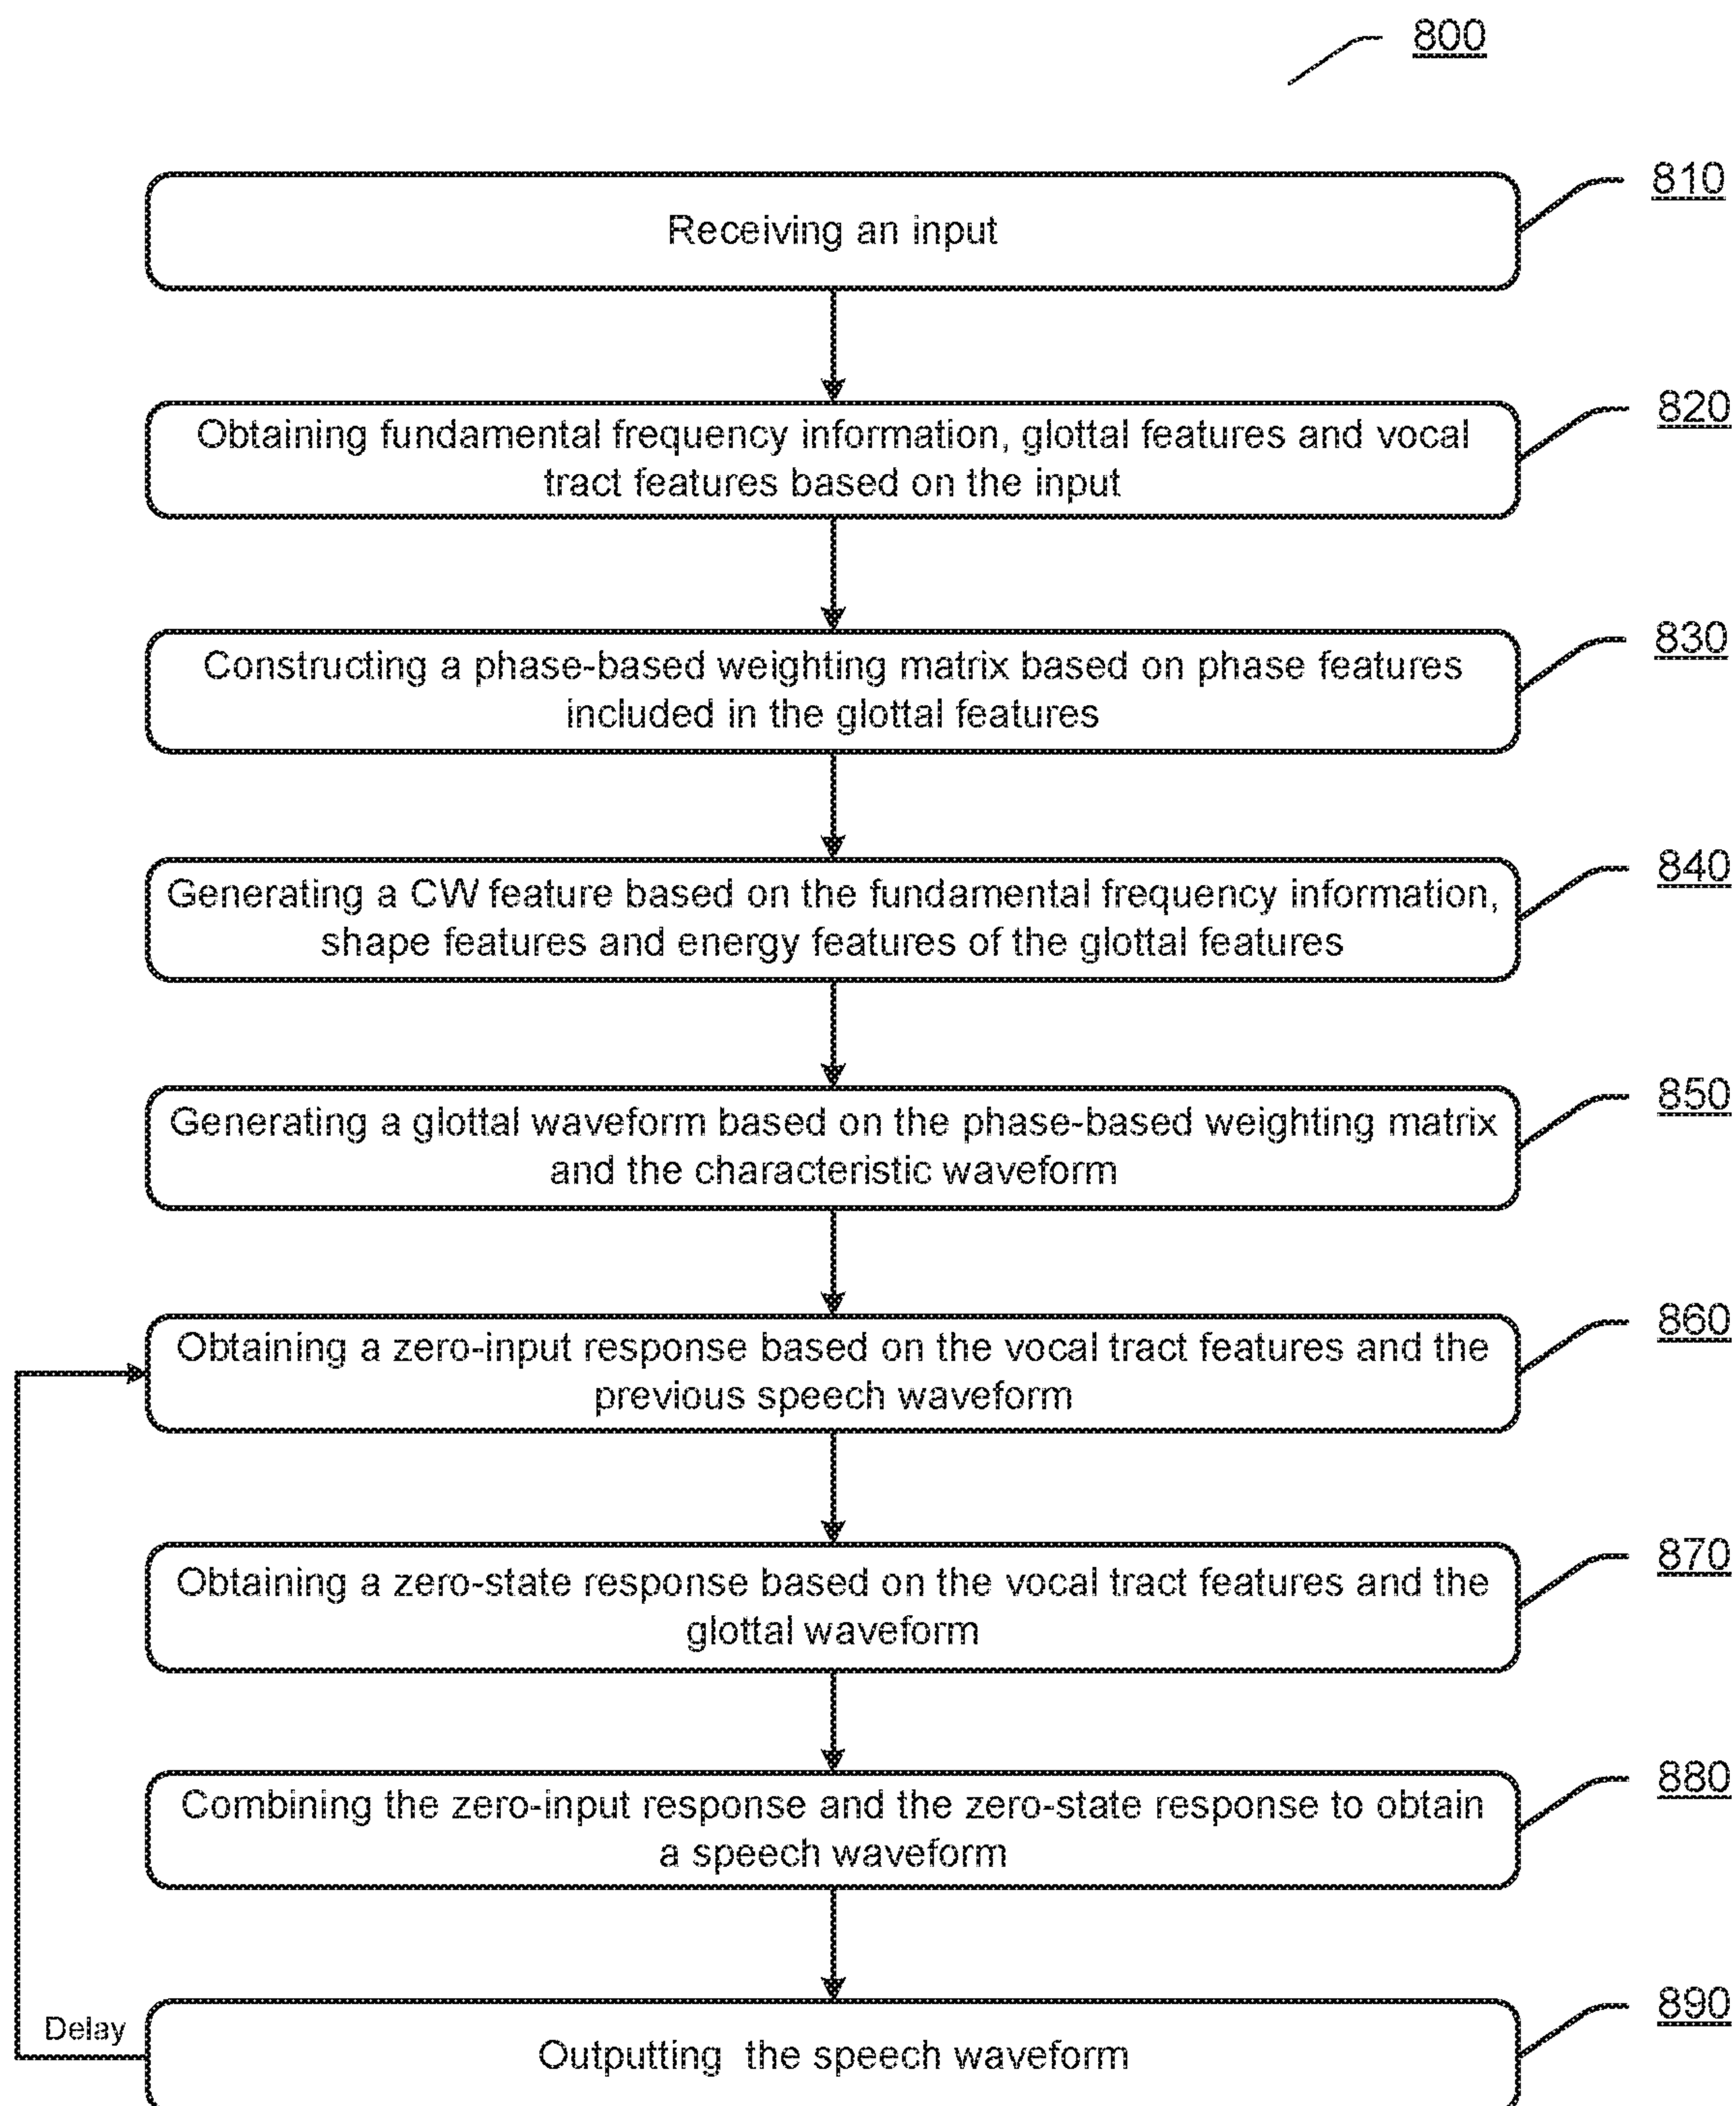 800
810
Receiving an input
820
Obtaining fundamental frequency information, glottal features and vocal
tract features based on the input
830
Constructing a phase-based weighting matrix based on phase features
included in the glottal features
840
Generating a CW feature based on the fundamental frequency information,
shape features and energy features of the glottal features
850
Generating a glottal waveform based on the phase-based weighting matrix
and the characteristic waveform
860
Obtaining a zero-input response based on the vocal tract features and the
previous speech waveform
870
Obtaining a zero-state response based on the vocal tract features and the
glottal waveform
880
Combining the zero-input response and the zero-state response to obtain
a speech waveform
890
Delay
Outputting the speech waveform